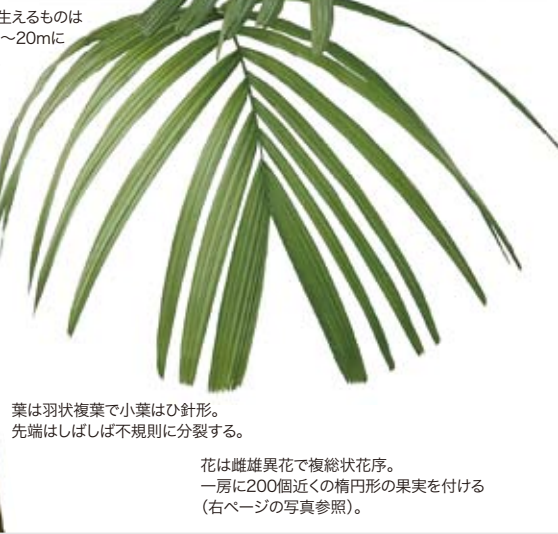 生えるものは
～20mに
葉は羽状複葉で小葉はひ針形。
先端はしばしば不規則に分裂する。
花は雌雄異花で複総状花序。
一房に200個近くの楕円形の果実を付ける
（右ページの写真参照）。